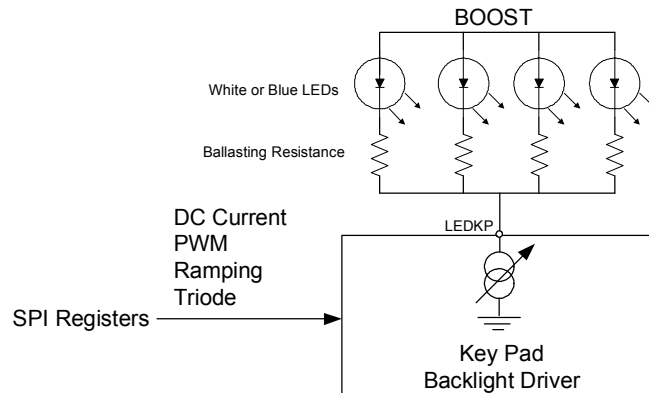 BOOST
White or Blue LEDs
Ballasting Resistance
DC Current
PWM
Ramping
Triode
LEDKP
SPI Registers
Key Pad
Backlight Driver